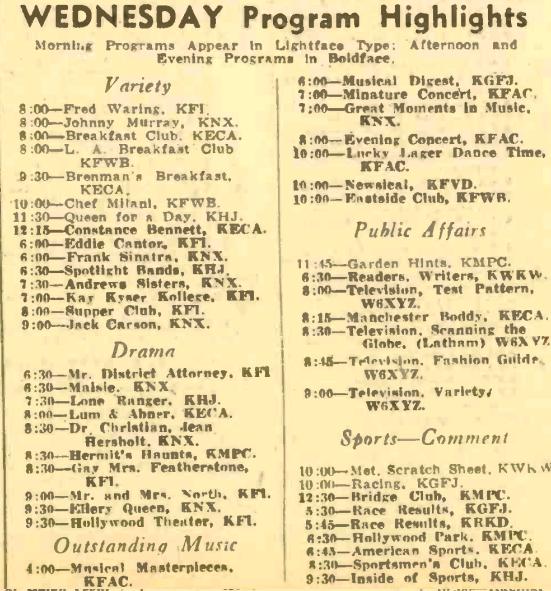 WEDNESDAY Program Highlights
Morning Programs Appear in Lightface Type; Afternoon and
Evening Programs in Boldface.
Variety
8:00—Fred Waring, KFI
8:00—Johnny Murray, KNX.
8:00—Breakfast Club, KECA.
8:00—L. A. Breakfast Club
KFWB.
9:30—Brenman's Breakfast,
KECA.
10:00—Chef Milani, KFWB.
11:30—Queen for a Day, KHJ.
12:15—Constance Bennett, KECA.
6:00—Eddie Cantor, KFI.
6:00—Frank Sinatra, KNX.
6:30—Spotlight Bands, KHJ.
7:30—Andrews Sisters, KNX.
7:00—Kay Kyser Kollege, KFI.
8:00—Supper Club, KFI.
9:00—Jack Carson, KNX.
Drama
6:30—Mr. District Attorney, KFI
6:30—Maisie, KNX.
7:30—Lone Ranger, KHJ.
8:00—Lum & Abner, KECA.
8:30—Dr. Christian, Jean
Hersholt, KNX.
8:30—Hermit's Haunts, KMPC.
8:30—Gay Mrs. Featherstone,
KFI.
9:00—Mr. and Mrs. North, KFI.
9:30—Ellery Queen, KNX.
9:30—Hollywood Theater, KFI.
Outstanding Music
4:00—Musical Masterpieces,
KFAC.
6:00—Musical Digest, KGFJ.
7:00—Minature Concert, KFAC.
7:00—Great Moments in Music,
KNX.
8:00—Evening Concert, KFAC.
10:00—Lucky Lager Dance Time,
KFAC.
10:00—Newsical, KFVD.
10:00—Eastside Club, KFWB.
Public Affairs
11:45—Garden Hints, KMPC.
6:30—Readers, Writers, KWKW.
8:00—Television, Test Pattern,
W6XYZ.
8:15—Manchester Boddy, KECA.
8:30—Television, Scanning the
Globe, (Latham) W6XYZ
8:45—Television, Fashion Guide,
W6XYZ.
9:00—Television, Variety,
W6XYZ.
Sports—Comment
10:00—Met. Scratch Sheet, KWKW
10:00—Racing, KGFJ.
12:30—Bridge Club, KMPC.
5:30—Race Results, KGFJ.
5:45—Race Results, KRKD.
6:30—Hollywood Park, KMPC.
6:45—American Sports, KECA.
8:30—Sportsmen's Club, KECA.
9:30—Inside of Sports, KHJ.